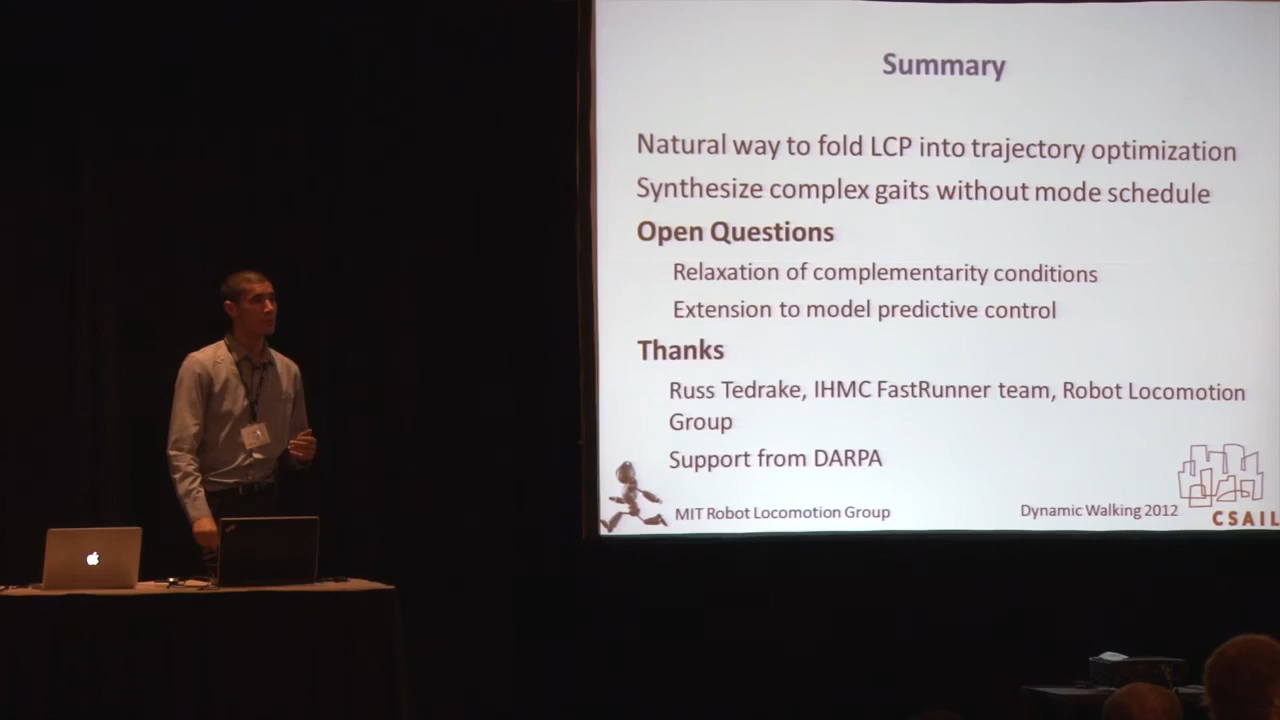 Summary
Natural way to fold LCP into trajectory optimization
Synthesize complex gaits without mode schedule
Open Questions
Relaxation of complementarity conditions
Extension to model predictive control
Thanks
Russ Tedrake, IHMC FastRunner team, Robot Locomotion
Group
Support from DARPA
MIT Robot Locomotion Group
Dynamic Walking 2012
CSAIL